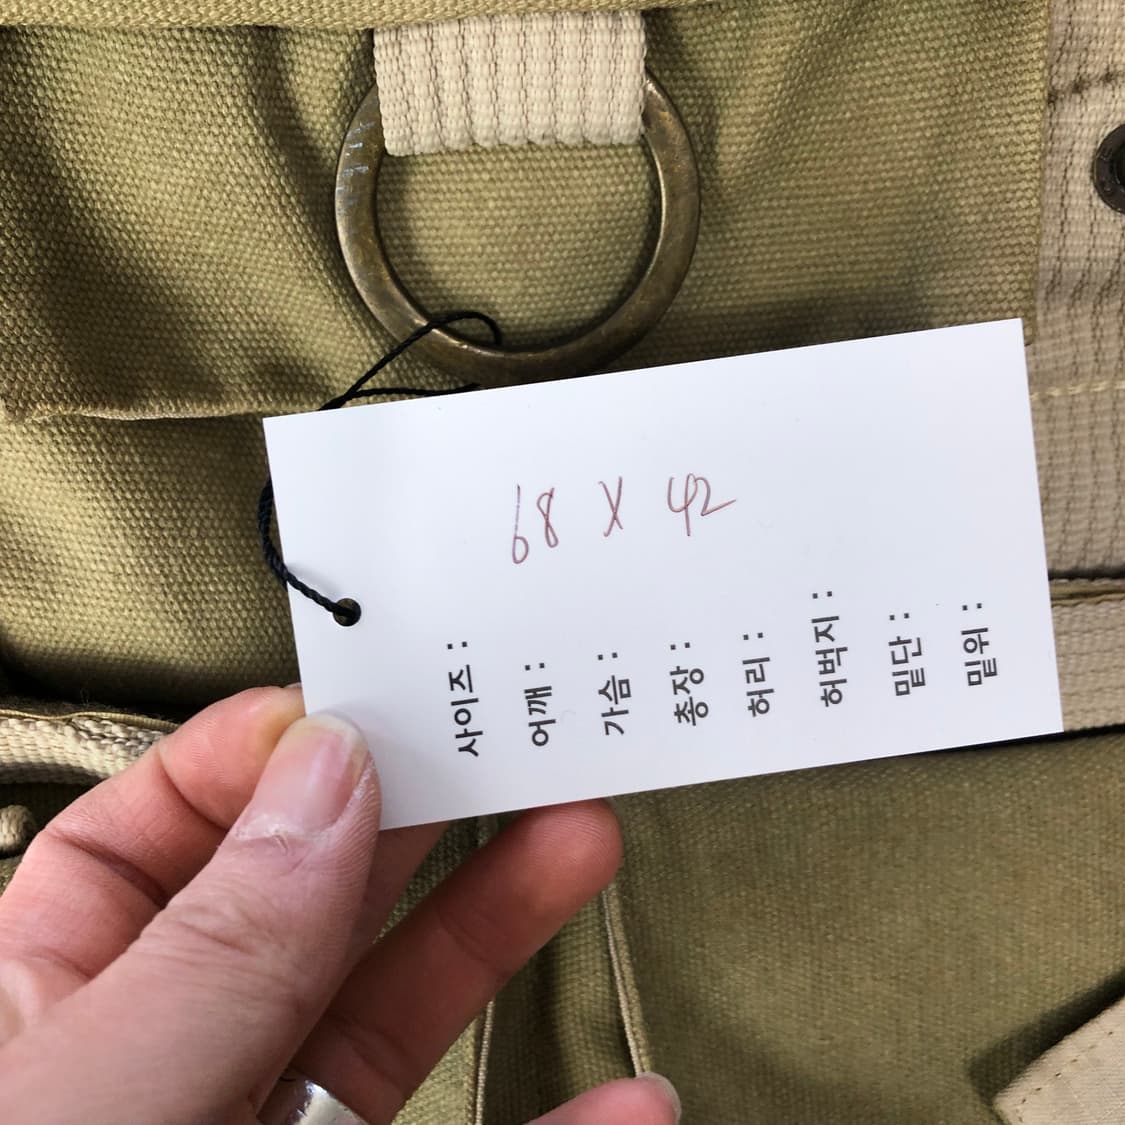 68 X 42
사이즈 :
어깨 :
가슴 :
총장 :
허리 :
허벅지 :
밑단 :
밑위 :